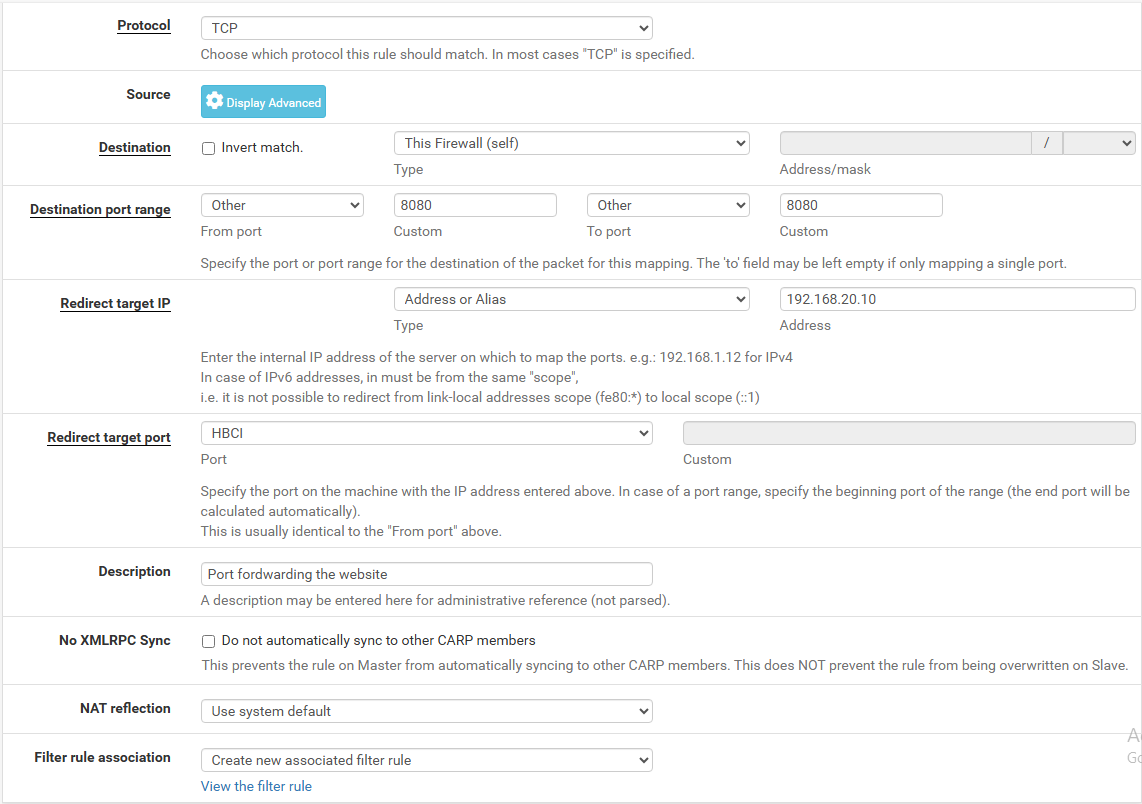 Protocol
TCP
Choose which protocol this rule should match. In most cases "TCP" is specified.
Source
Display Advanced
Destination
Invert match.
This Firewall (self)
/
Type
Address/mask
Destination port range
Other
8080
Other
8080
From port
Custom
To port
Custom
Specify the port or port range for the destination of the packet for this mapping. The 'to' field may be left empty if only mapping a single port.
Redirect target IP
Address or Alias
192.168.20.10
Type
Address
Enter the internal IP address of the server on which to map the ports. e.g.: 192.168.1.12 for IPv4
In case of IPv6 addresses, in must be from the same "scope",
i.e. it is not possible to redirect from link-local addresses scope (fe80:*) to local scope (::1)
Redirect target port
HBCI
Port
Custom
Specify the port on the machine with the IP address entered above. In case of a port range, specify the beginning port of the range (the end port will be
calculated automatically).
This is usually identical to the "From port" above.
Description
Port fordwarding the website
A description may be entered here for administrative reference (not parsed).
No XMLRPC Sync
Do not automatically sync to other CARP members
This prevents the rule on Master from automatically syncing to other CARP members. This does NOT prevent the rule from being overwritten on Slave.
NAT reflection
Use system default
Filter rule association
Create new associated filter rule
View the filter rule